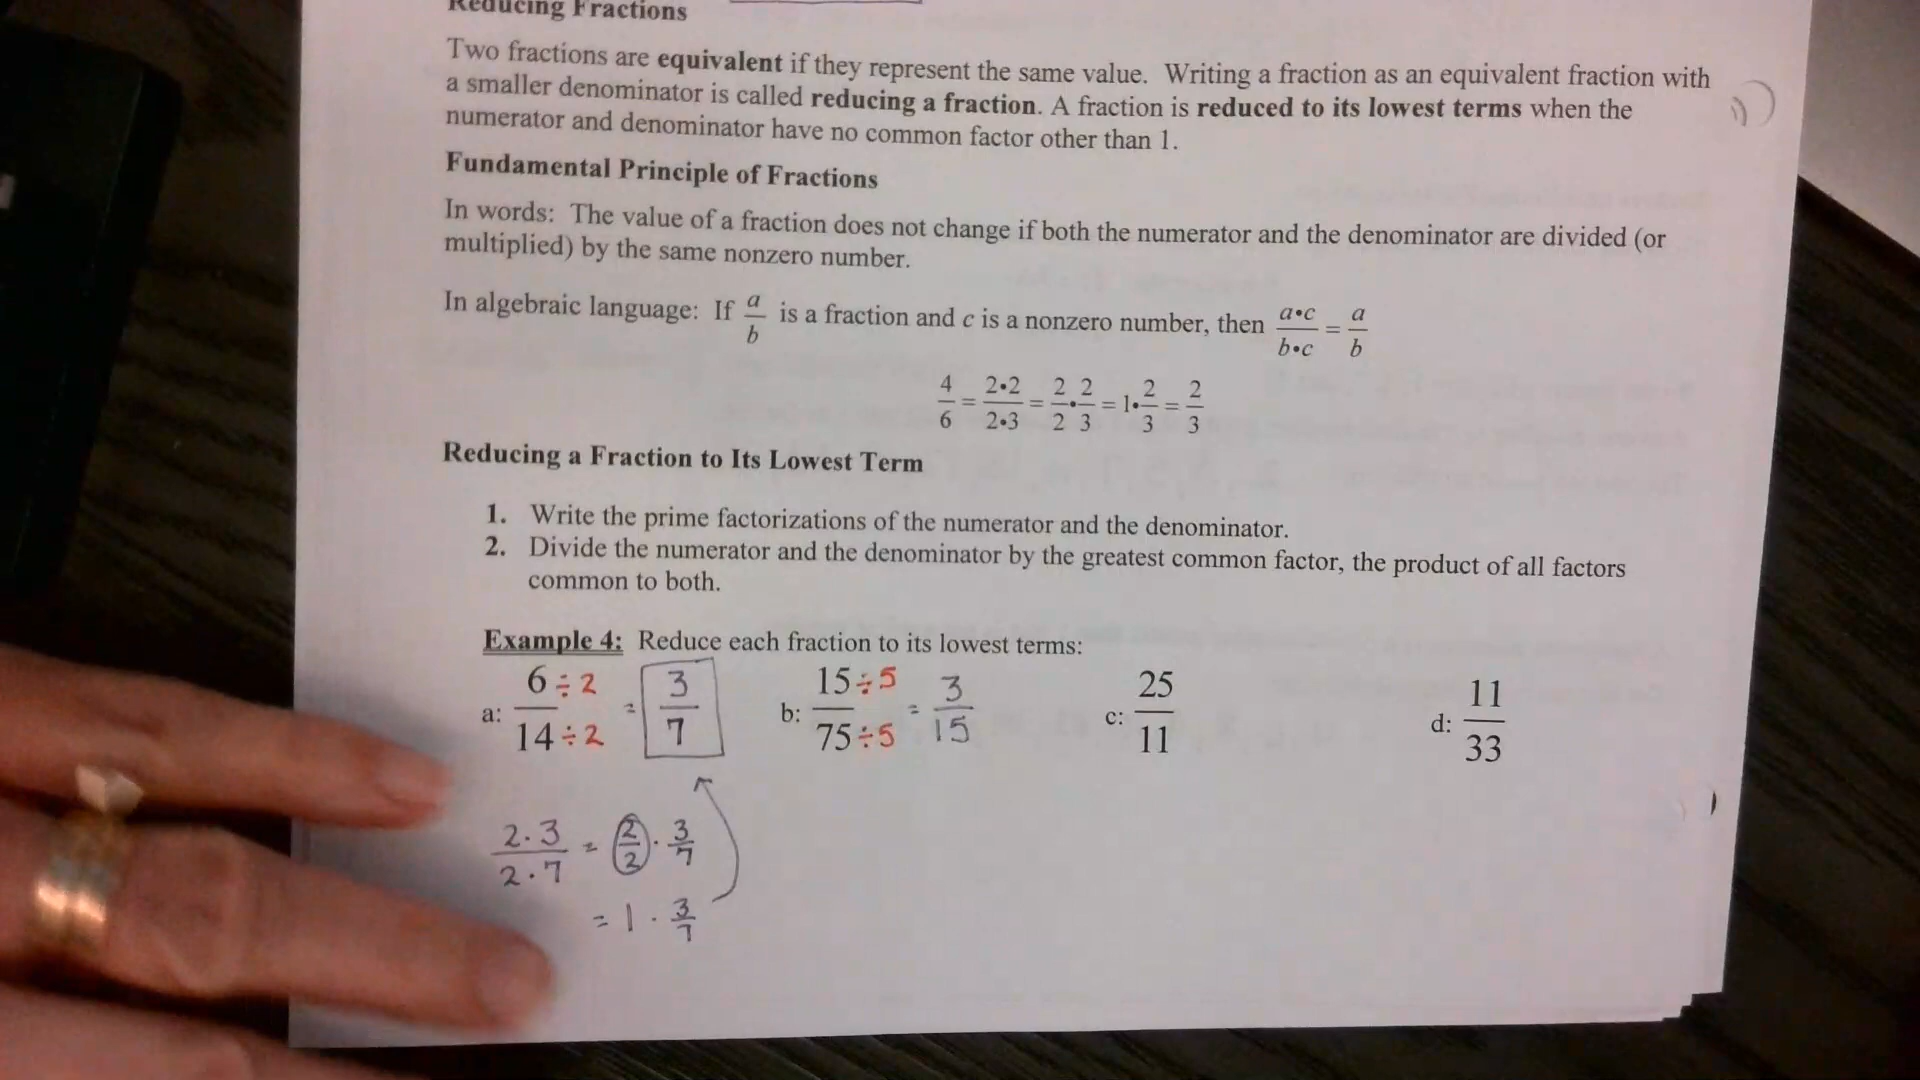 Reducing Fractions
Two fractions are equivalent if they represent the same value. Writing a fraction as an equivalent fraction with
a smaller denominator is called reducing a fraction. A fraction is reduced to its lowest terms when the
numerator and denominator have no common factor other than 1.
Fundamental Principle of Fractions
In words: The value of a fraction does not change if both the numerator and the denominator are divided (or
multiplied) by the same nonzero number.
In algebraic language: If a/b is a fraction and c is a nonzero number, then a•c/b•c = a/b
4/6 = 2•2/2•3 = 2/2•2/3 = 1•2/3 = 2/3
Reducing a Fraction to Its Lowest Term
1. Write the prime factorizations of the numerator and the denominator.
2. Divide the numerator and the denominator by the greatest common factor, the product of all factors
common to both.
Example 4: Reduce each fraction to its lowest terms:
a: 6÷2/14÷2 = 3/7 b: 15÷5/75÷5 = 3/15 c: 25/11 d: 11/33
2·3/2·7 = 2/2 · 3/7
= 1 · 3/7